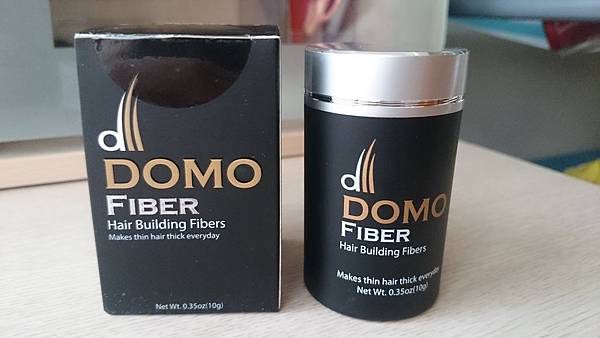 DOMO
FIBER
Hair Building Fibers
Makes thin hair thick everyday
Net Wt. 0.35oz(10g)
DOMO
FIBER
Hair Building Fibers
Makes thin hair thick everyday
Net Wt. 0.35oz(10g)